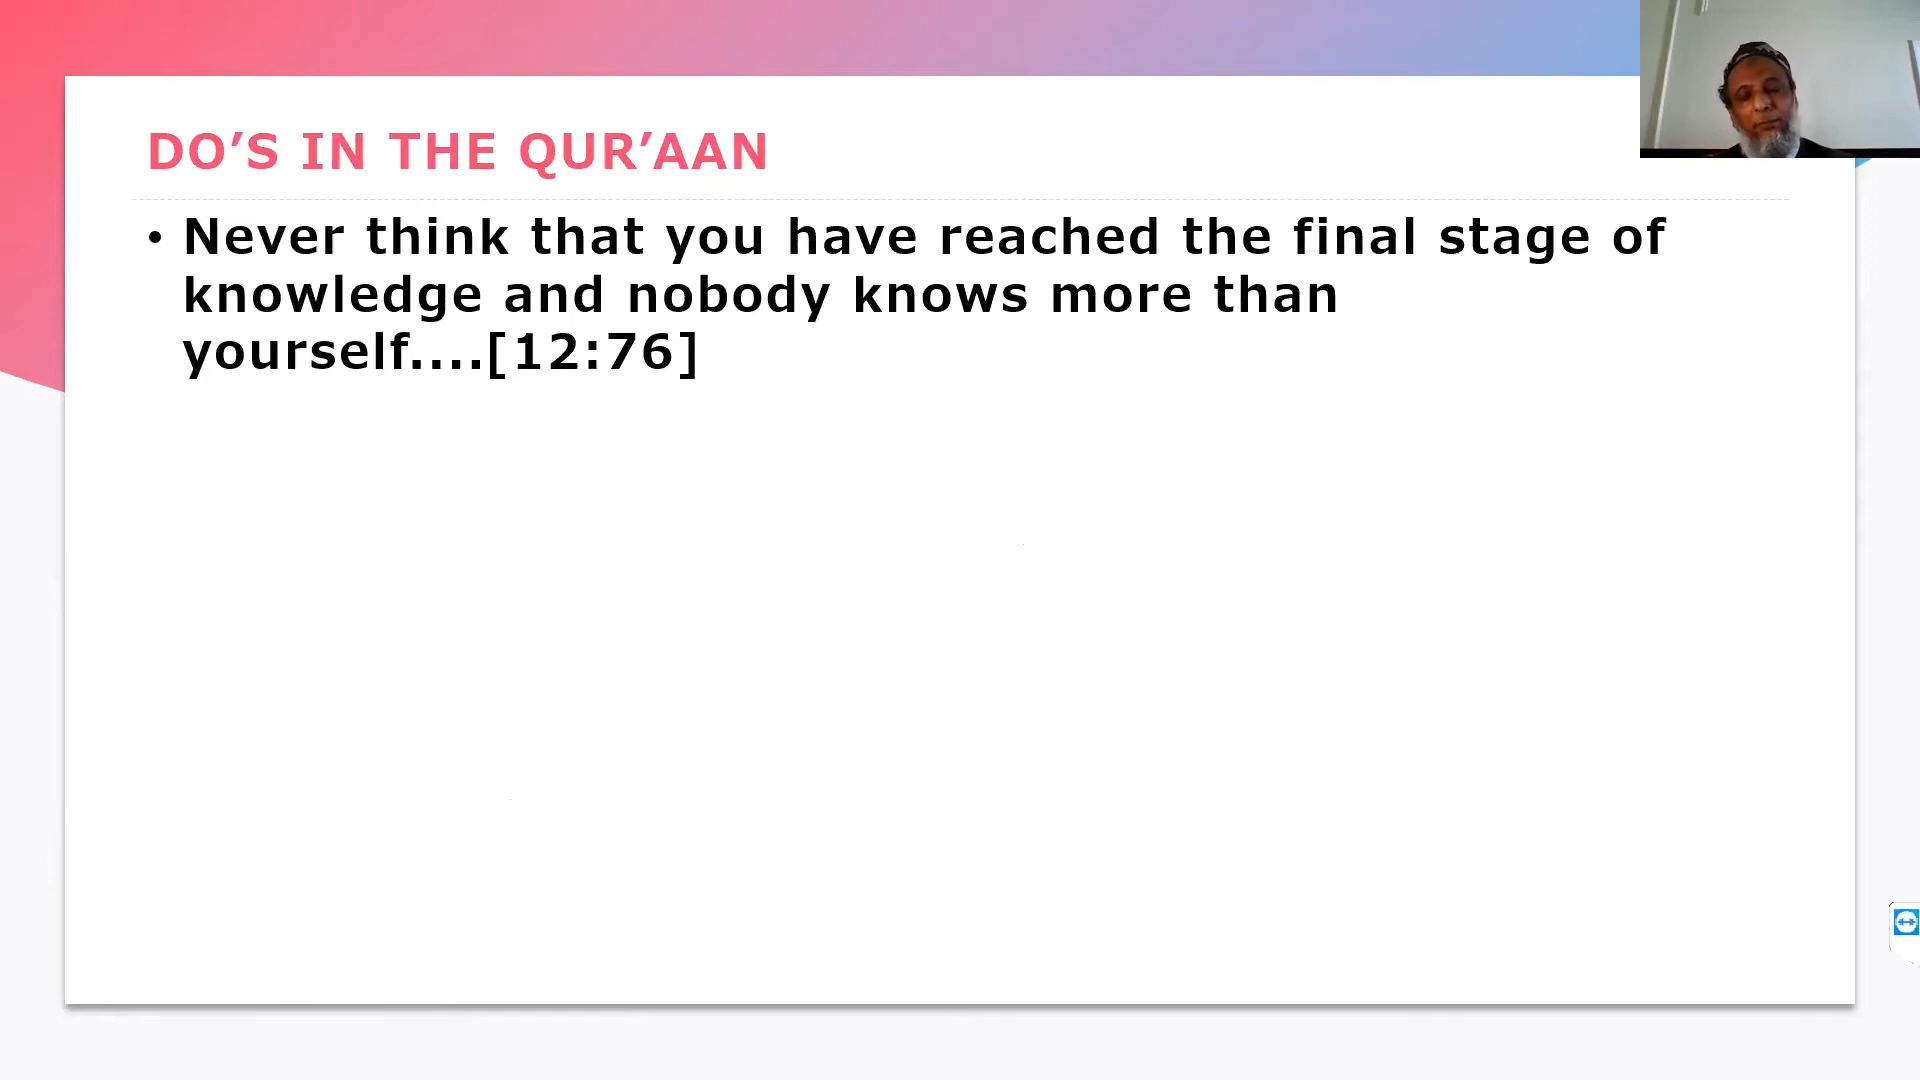 DO’S IN THE QUR’AAN
• Never think that you have reached the final stage of
knowledge and nobody knows more than
yourself....[12:76]